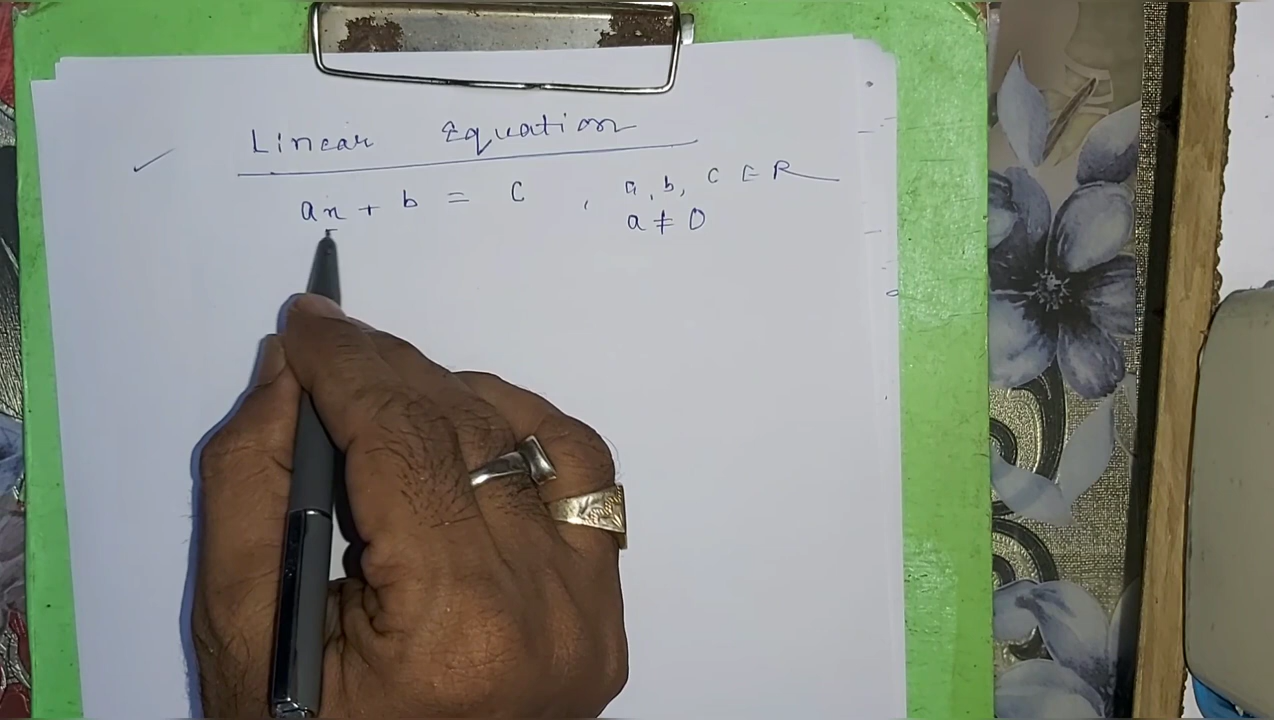 Linear Equation
ax + b = c , a, b, c ∈ R
a ≠ 0